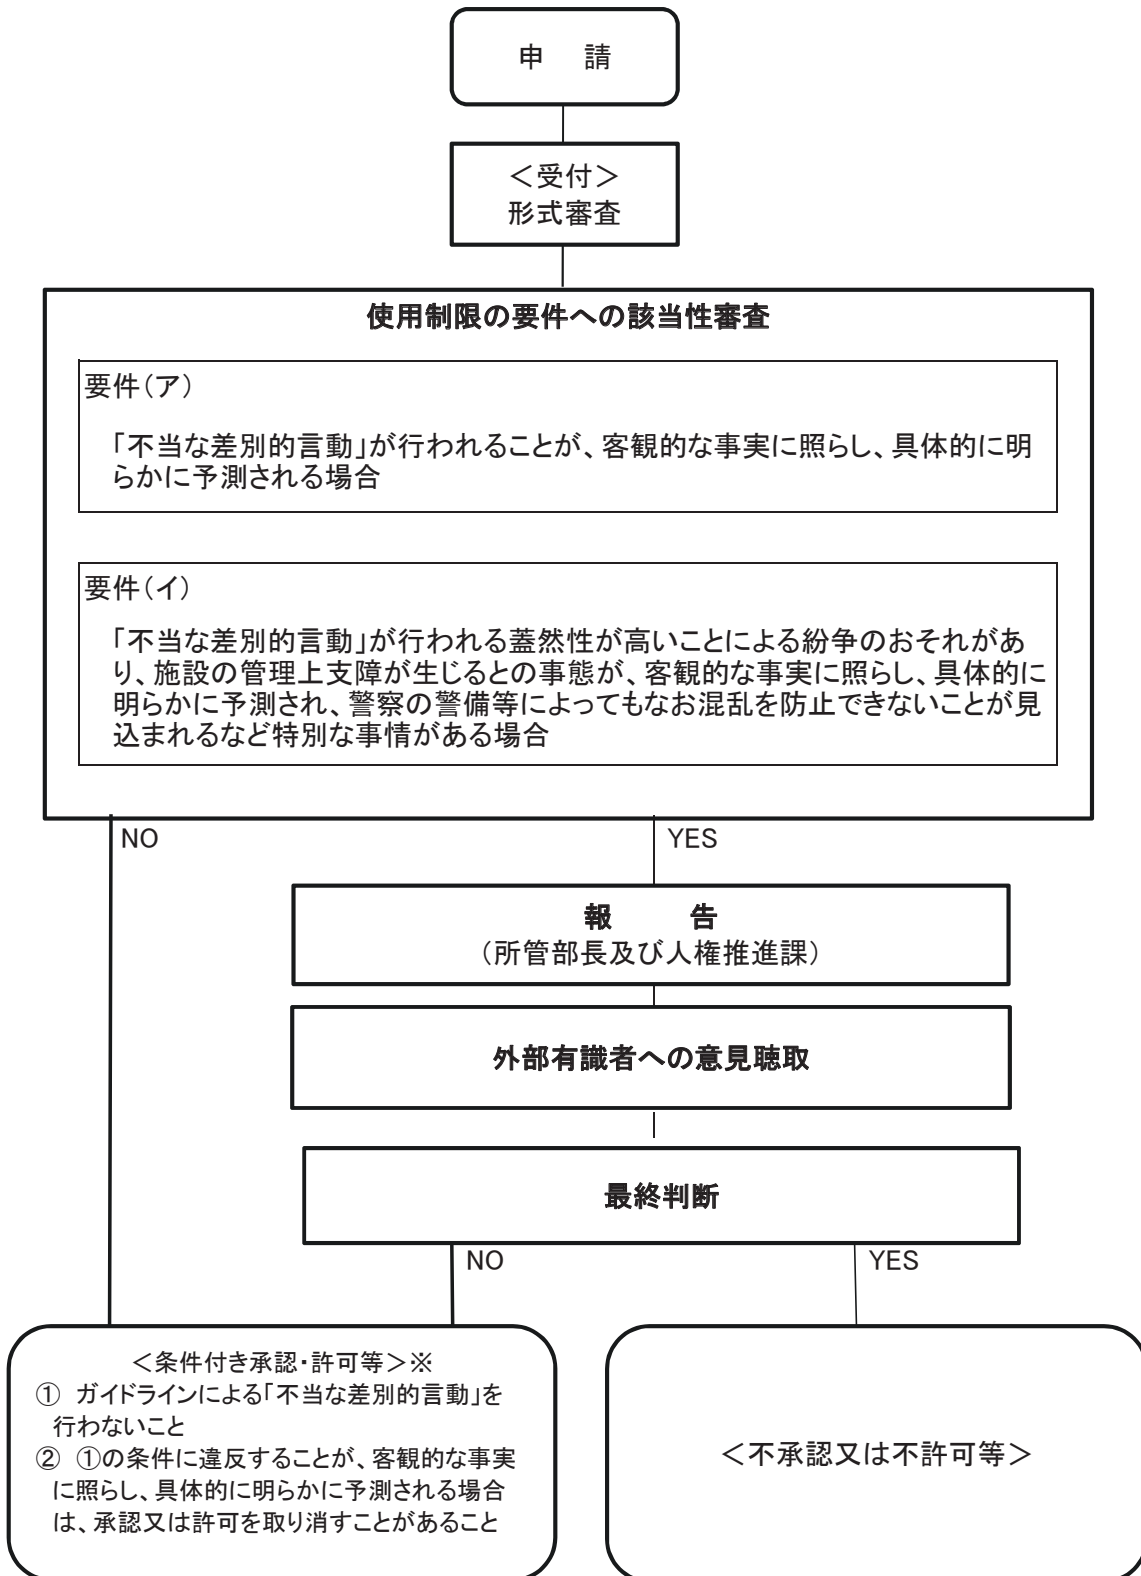 申　請
＜受付＞
形式審査
使用制限の要件への該当性審査
要件（ア）
「不当な差別的言動」が行われることが、客観的な事実に照らし、具体的に明
らかに予測される場合
要件（イ）
「不当な差別的言動」が行われる蓋然性が高いことによる紛争のおそれがあ
り、施設の管理上支障が生じるとの事態が、客観的な事実に照らし、具体的に
明らかに予測され、警察の警備等によってもなお混乱を防止できないことが見
込まれるなど特別な事情がある場合
NO
YES
報　告
（所管部長及び人権推進課）
外部有識者への意見聴取
最終判断
NO
YES
＜条件付き承認・許可等＞※
① ガイドラインによる「不当な差別的言動」を
行わないこと
② ①の条件に違反することが、客観的な事実
に照らし、具体的に明らかに予測される場合
は、承認又は許可を取り消すことがあること
＜不承認又は不許可等＞